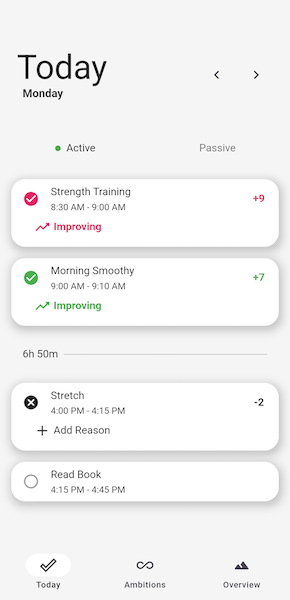 Today
Monday
Active Passive
Strength Training
+9
8:30 AM - 9:00 AM
Improving
Morning Smoothy
+7
9:00 AM - 9:10 AM
Improving
6h 50m
Stretch
-2
4:00 PM - 4:15 PM
Add Reason
Read Book
4:15 PM - 4:45 PM
Today Ambitions Overview